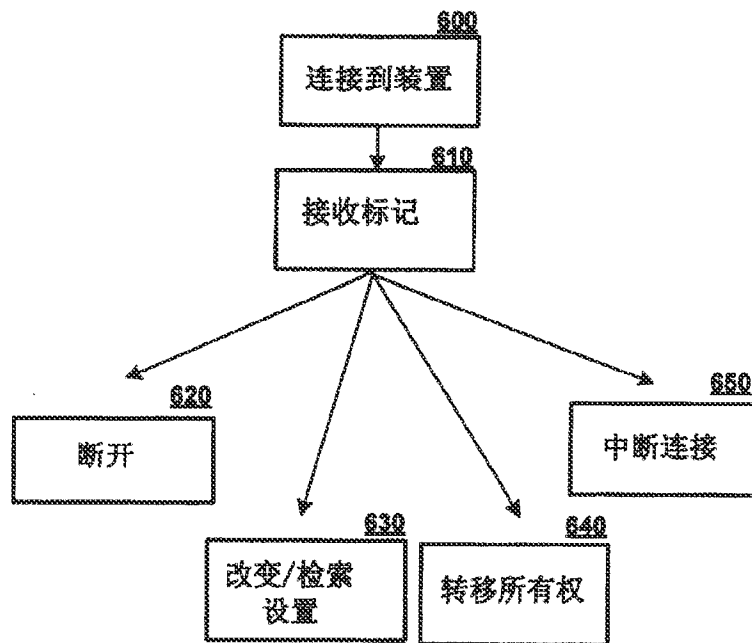 600
连接到装置
610
接收标记
620
断开
650
中断连接
630
改变/检索
设置
640
转移所有权